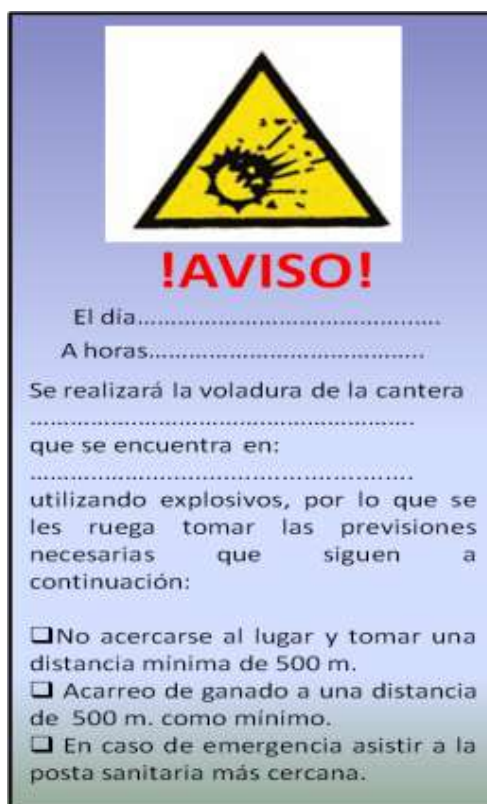 !AVISO!
El día.............................................
A horas.........................................
Se realizará la voladura de la cantera
.........................................................
que se encuentra en:
.........................................................
utilizando explosivos, por lo que se
les ruega tomar las previsiones
necesarias que siguen a
continuación:
❑No acercarse al lugar y tomar una
distancia mínima de 500 m.
❑ Acarreo de ganado a una distancia
de 500 m. como mínimo.
❑ En caso de emergencia asistir a la
posta sanitaria más cercana.